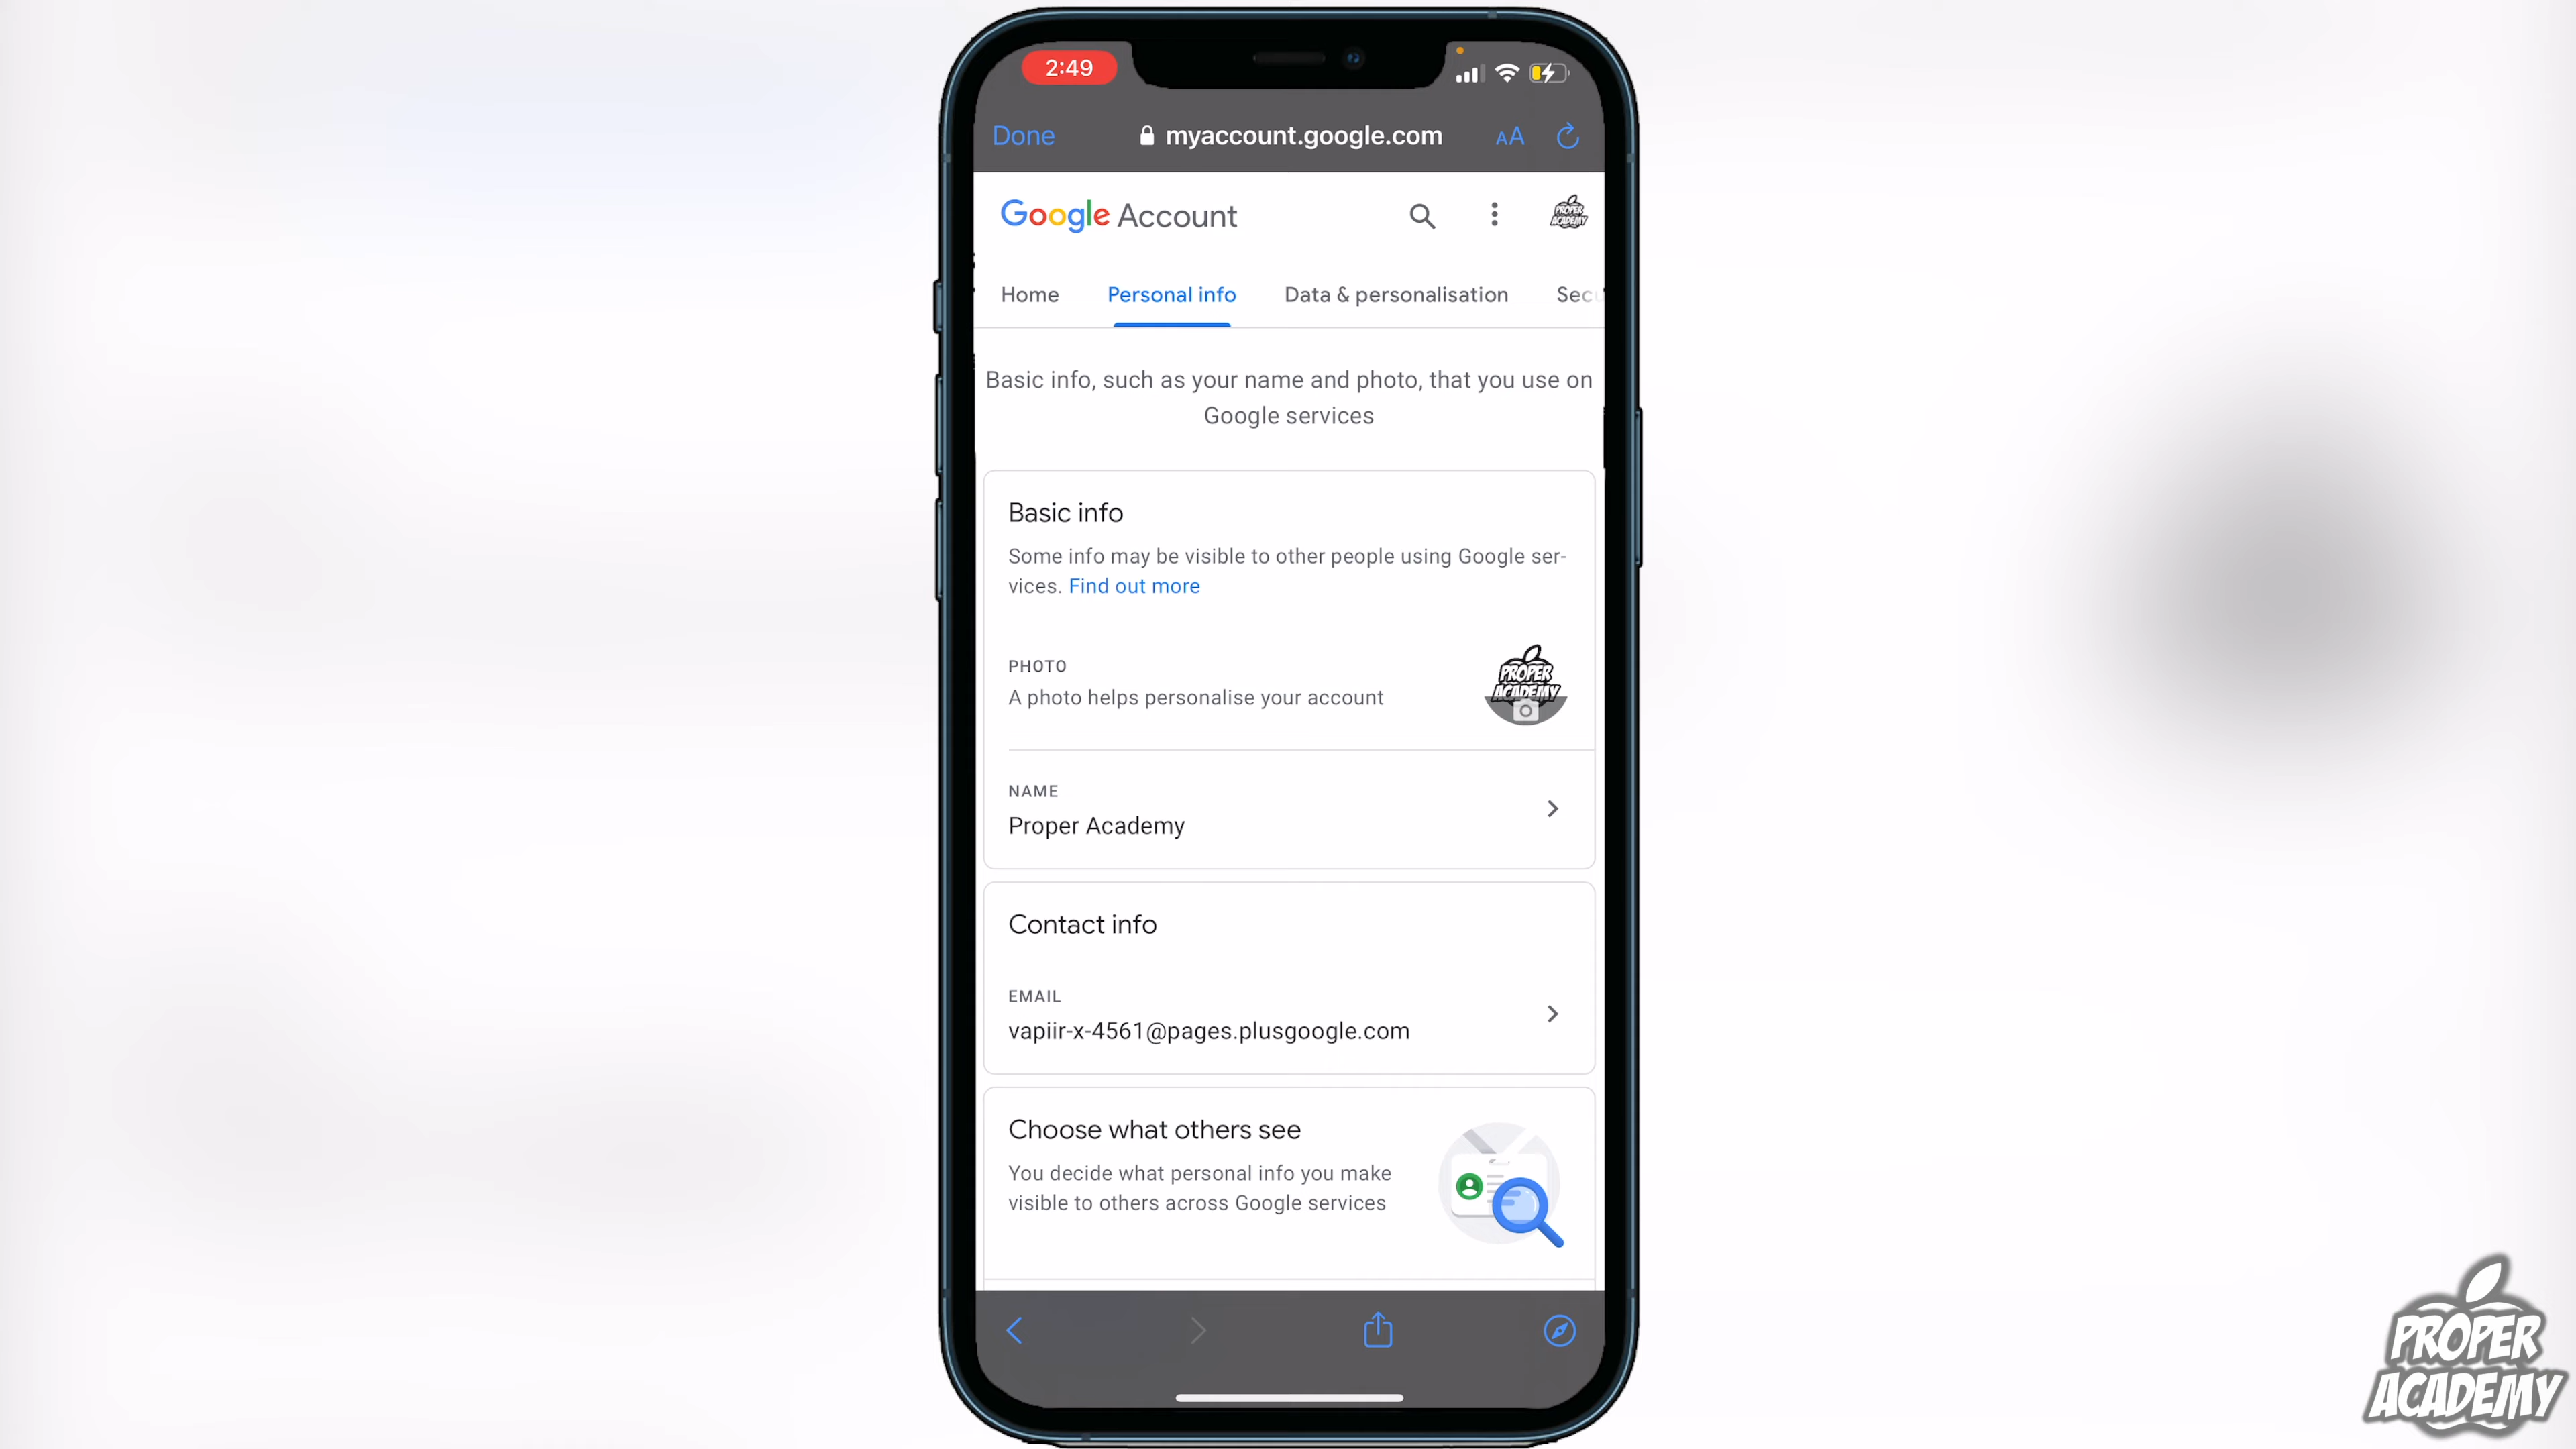 2:49
Done myaccount.google.com AA
Google Account PROPER ACADEMY
Home Personal info Data & personalisation Secu
Basic info, such as your name and photo, that you use on
Google services
Basic info
Some info may be visible to other people using Google ser-
vices. Find out more
PHOTO
A photo helps personalise your account
PROPER
ACADEMY
NAME
Proper Academy
Contact info
EMAIL
vapiir-x-4561@pages.plusgoogle.com
Choose what others see
You decide what personal info you make
visible to others across Google services
PROPER
ACADEMY